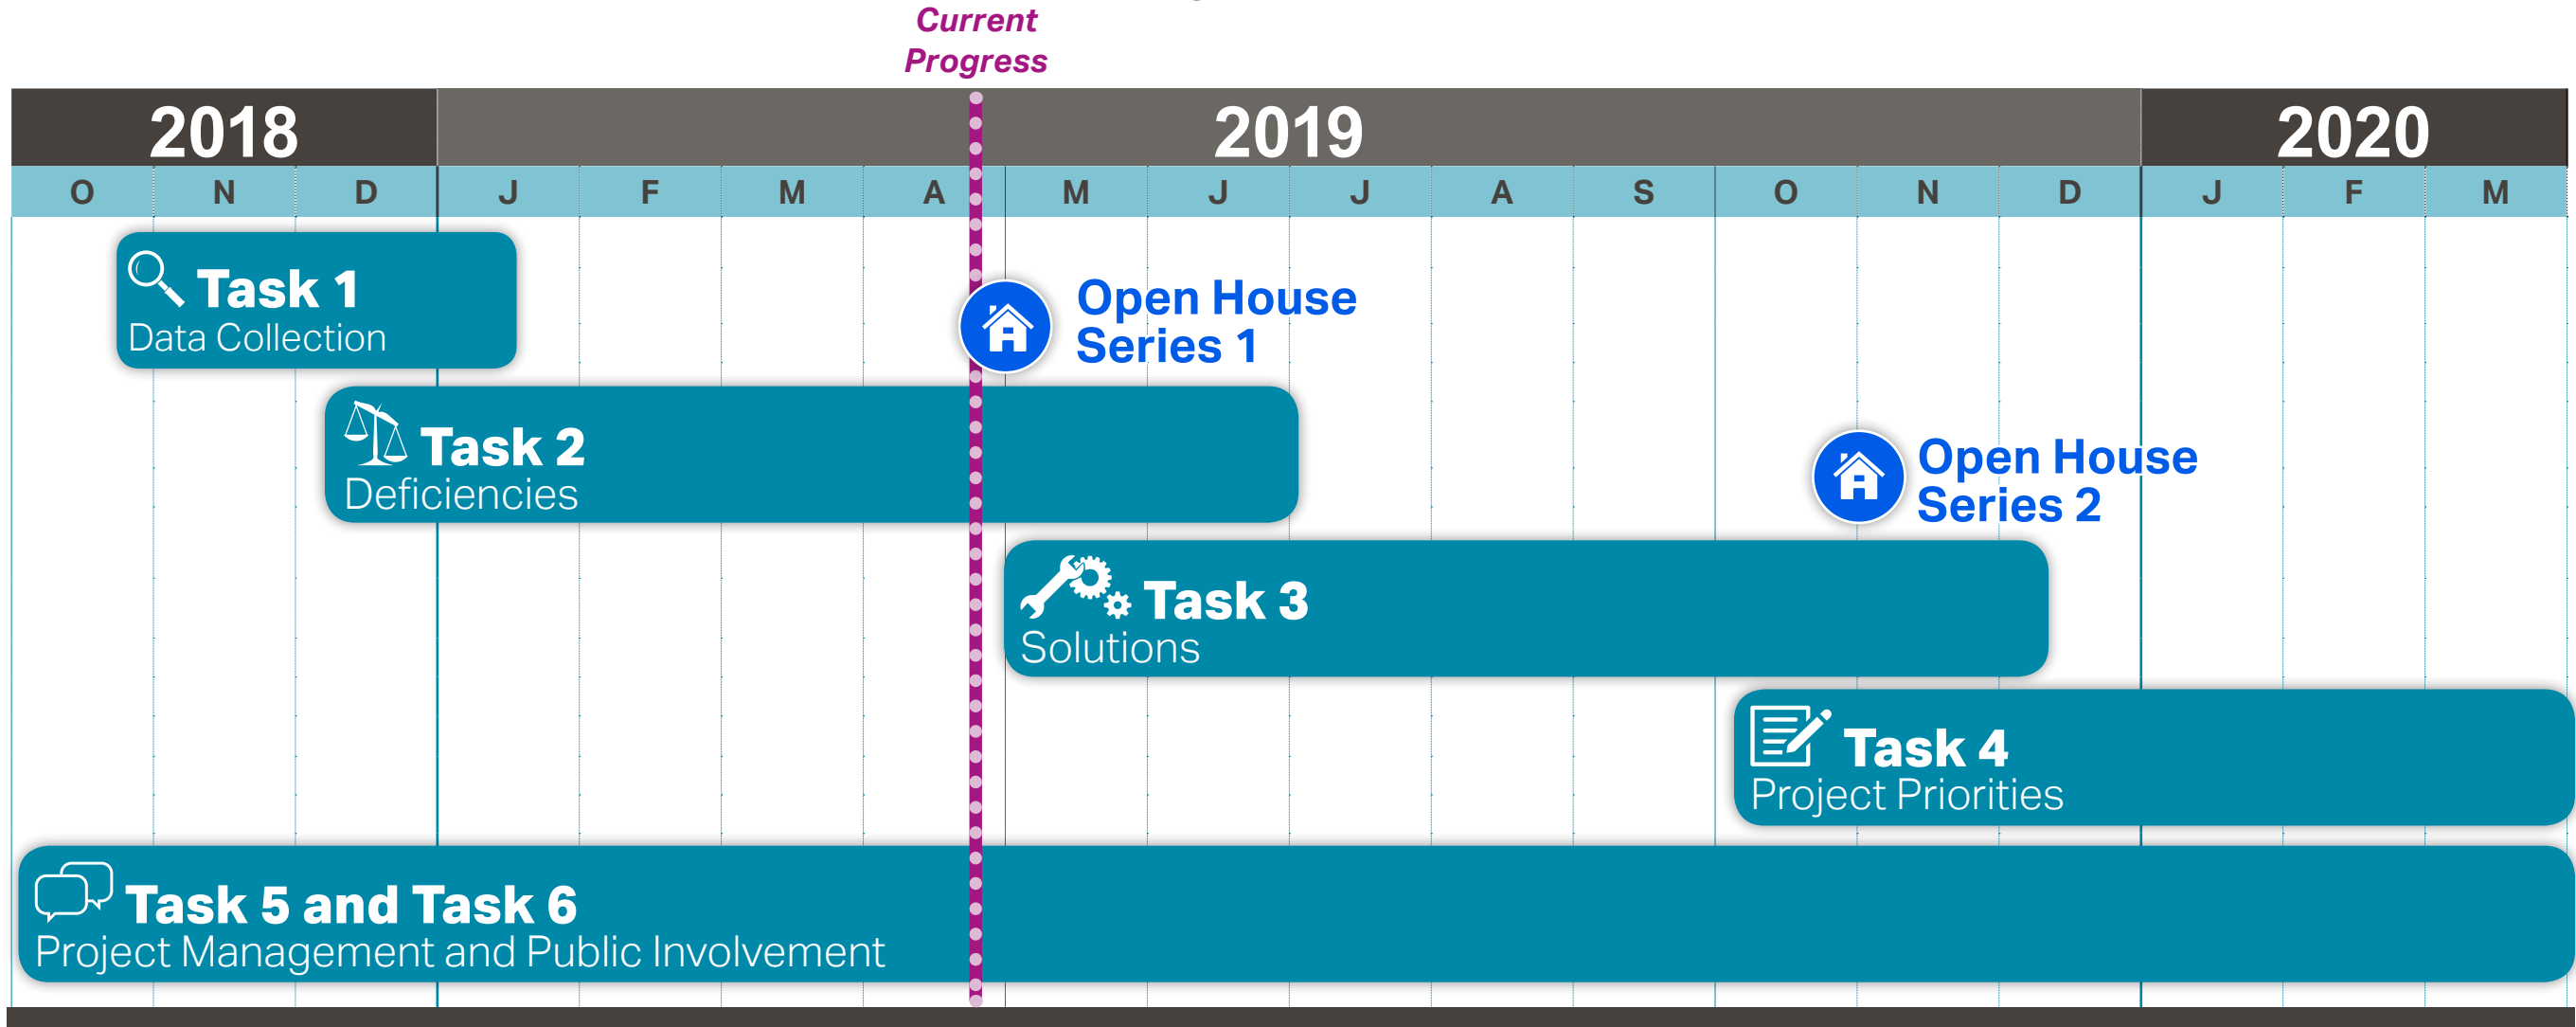 Current
Progress
2018 2019 2020
O N D J F M A M J J A S O N D J F M
Task 1
Data Collection
Open House
Series 1
Task 2
Deficiencies
Open House
Series 2
Task 3
Solutions
Task 4
Project Priorities
Task 5 and Task 6
Project Management and Public Involvement